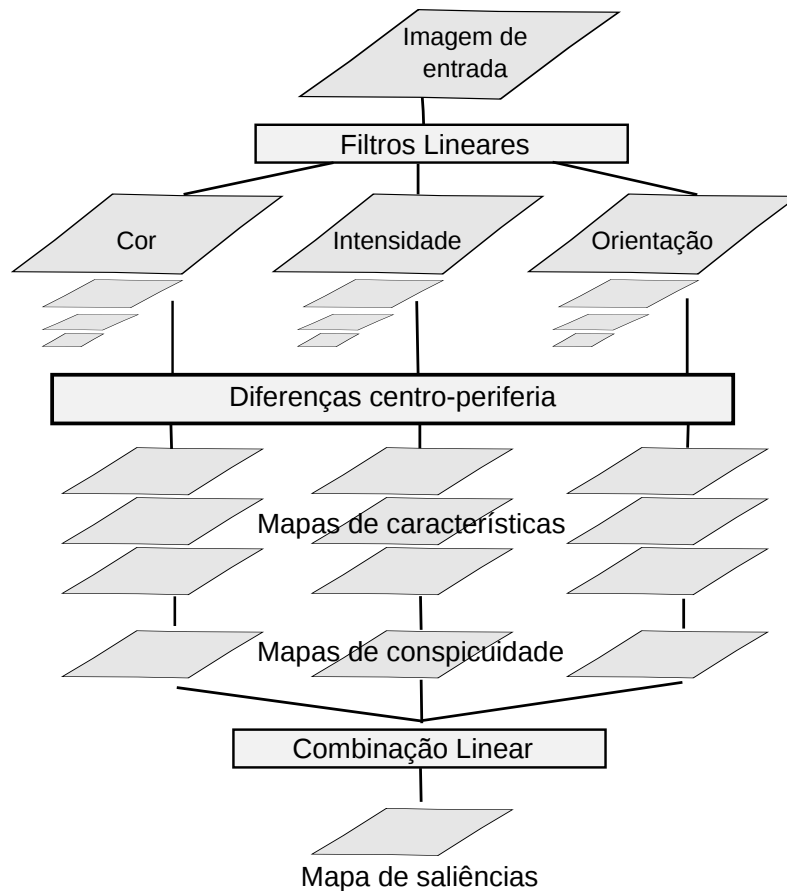 Imagem de
entrada
Filtros Lineares
Cor
Intensidade
Orientação
Diferenças centro-periferia
Mapas de características
Mapas de conspicuidade
Combinação Linear
Mapa de saliências